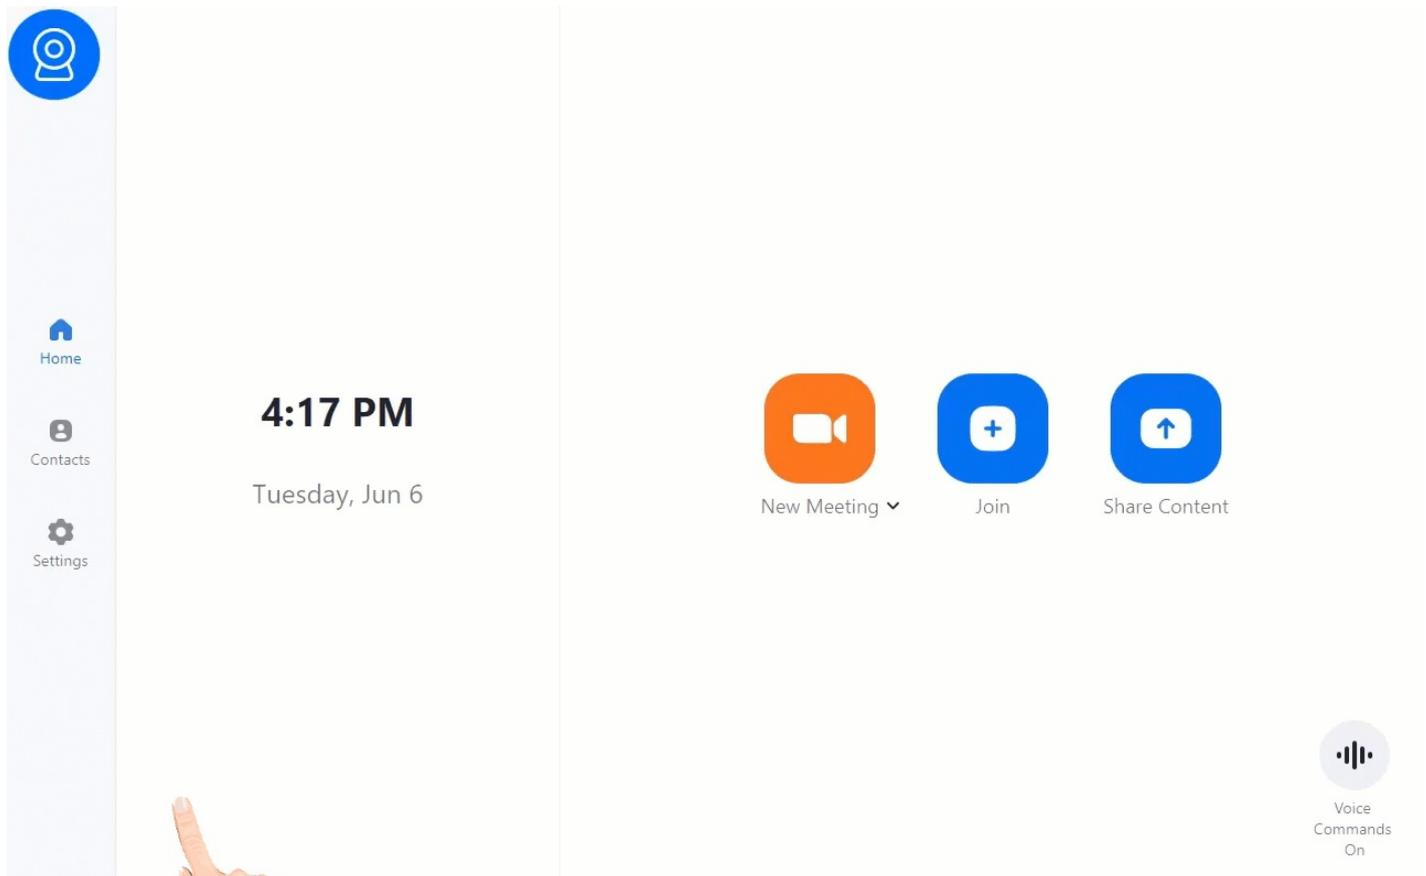 Home
Contacts
Settings
4:17 PM
Tuesday, Jun 6
New Meeting
Join
Share Content
Voice
Commands
On